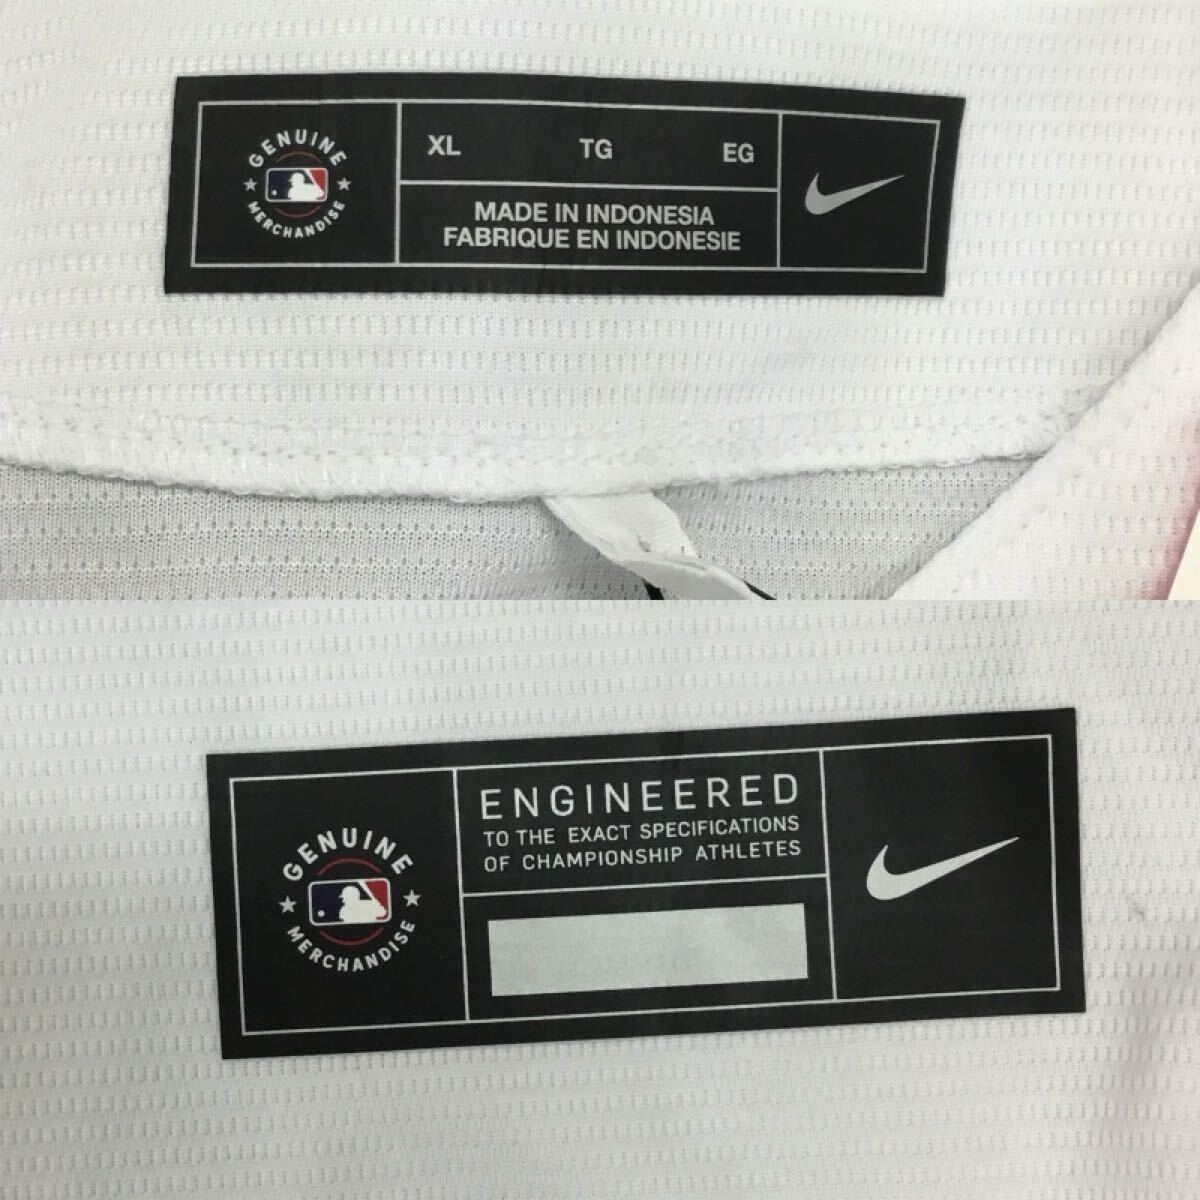 GENUINE
MERCHANDISE
XL TG EG
MADE IN INDONESIA
FABRIQUE EN INDONESIE
GENUINE
MERCHANDISE
ENGINEERED
TO THE EXACT SPECIFICATIONS
OF CHAMPIONSHIP ATHLETES